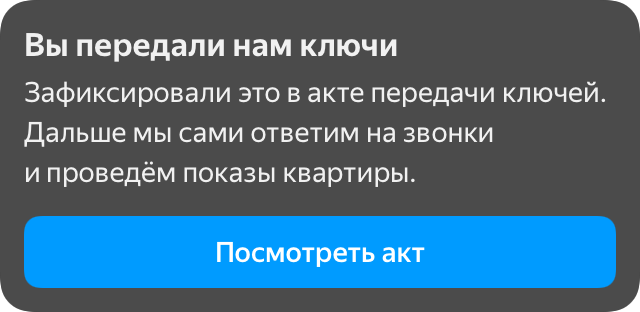 Вы передали нам ключи
Зафиксировали это в акте передачи ключей.
Дальше мы сами ответим на звонки
и проведём показы квартиры.
Посмотреть акт